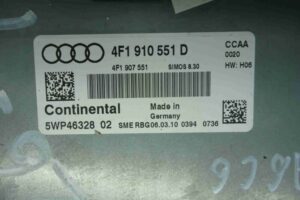 4F1 910 551 D
CCAA
4F1 907 551
SIMOS 8.30
0020
HW: H06
Continental
Made in
Germany
5WP46328 02
SME RBG06.03.10 0394 0736